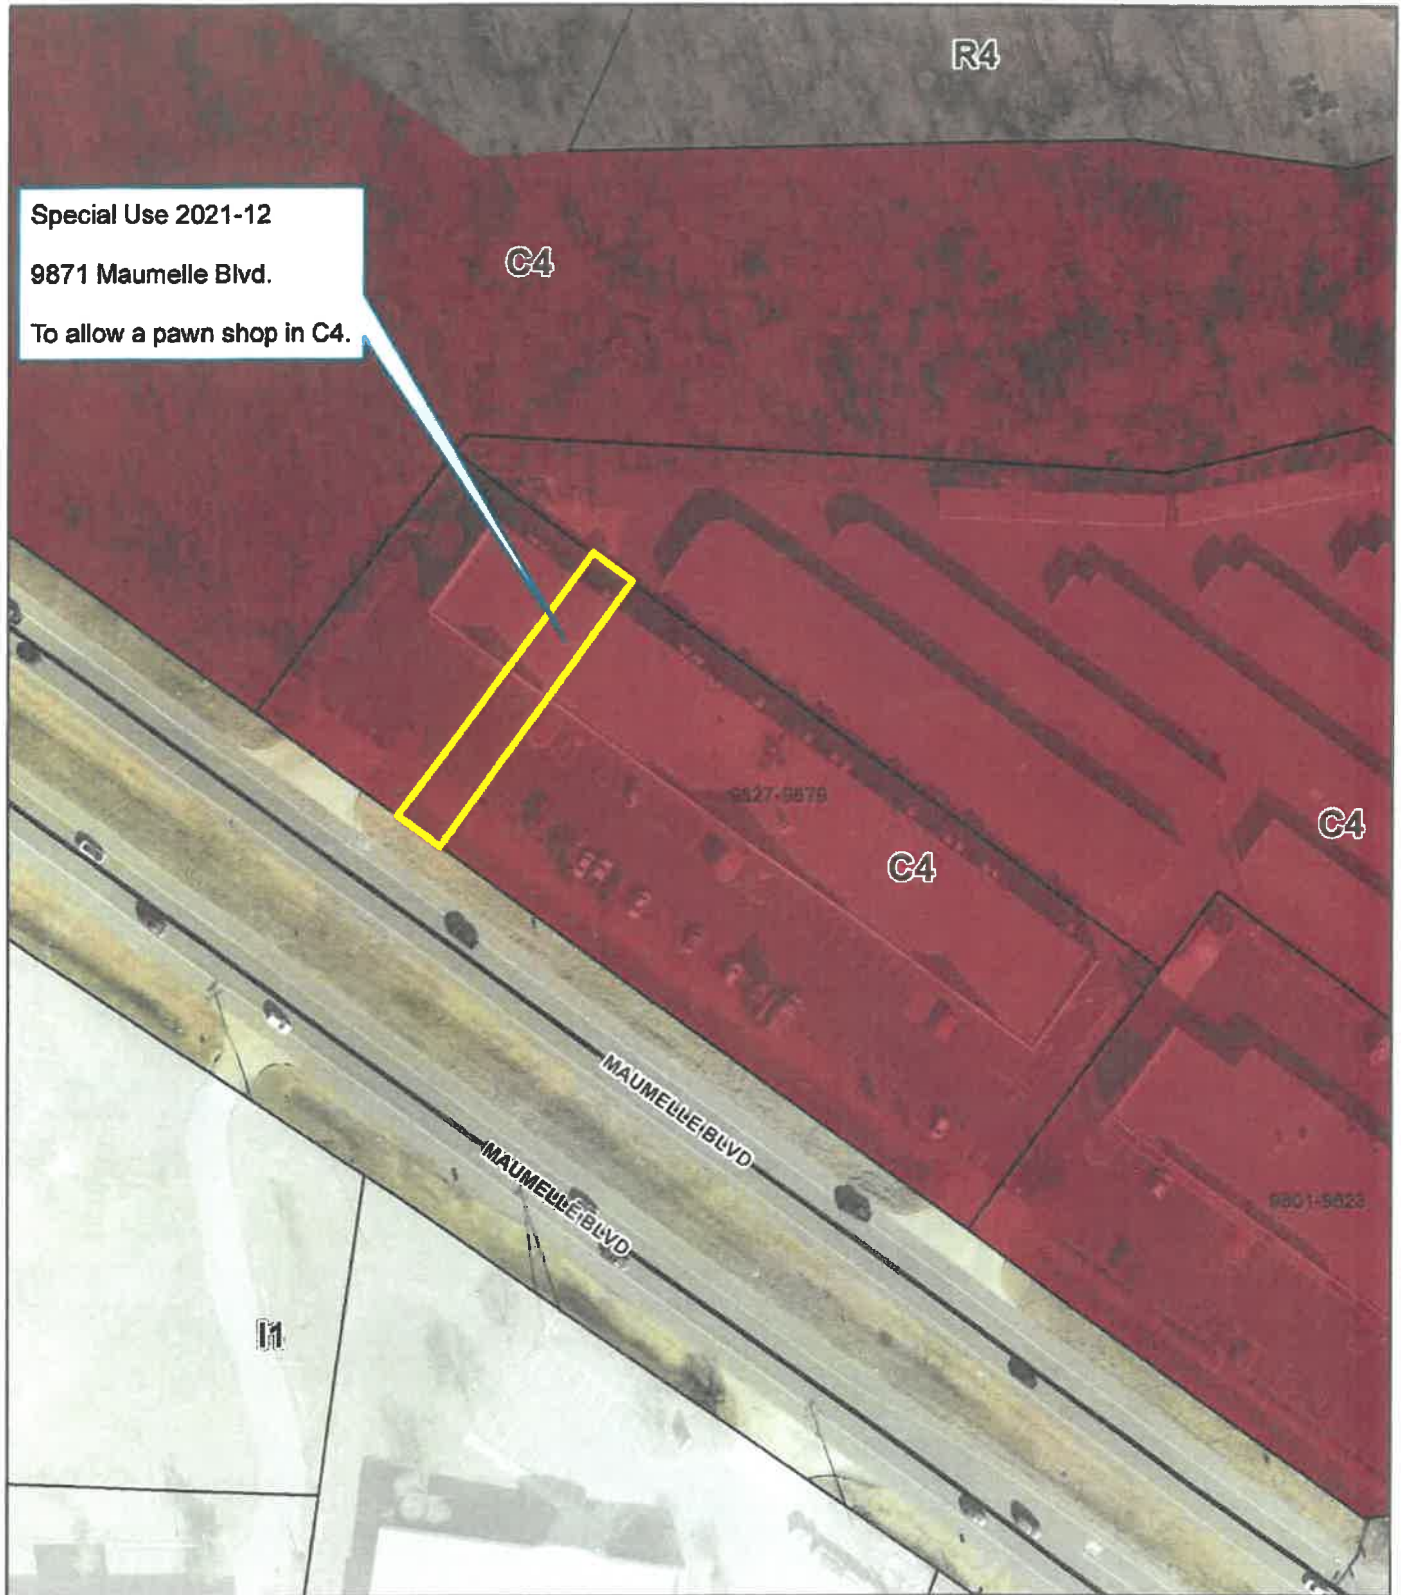 R4
Special Use 2021-12
9871 Maumelle Blvd.
To allow a pawn shop in C4.
C4
9827-9879
C4
C4
MAUMELLE BLVD
MAUMELLE BLVD
9801-9823
I1